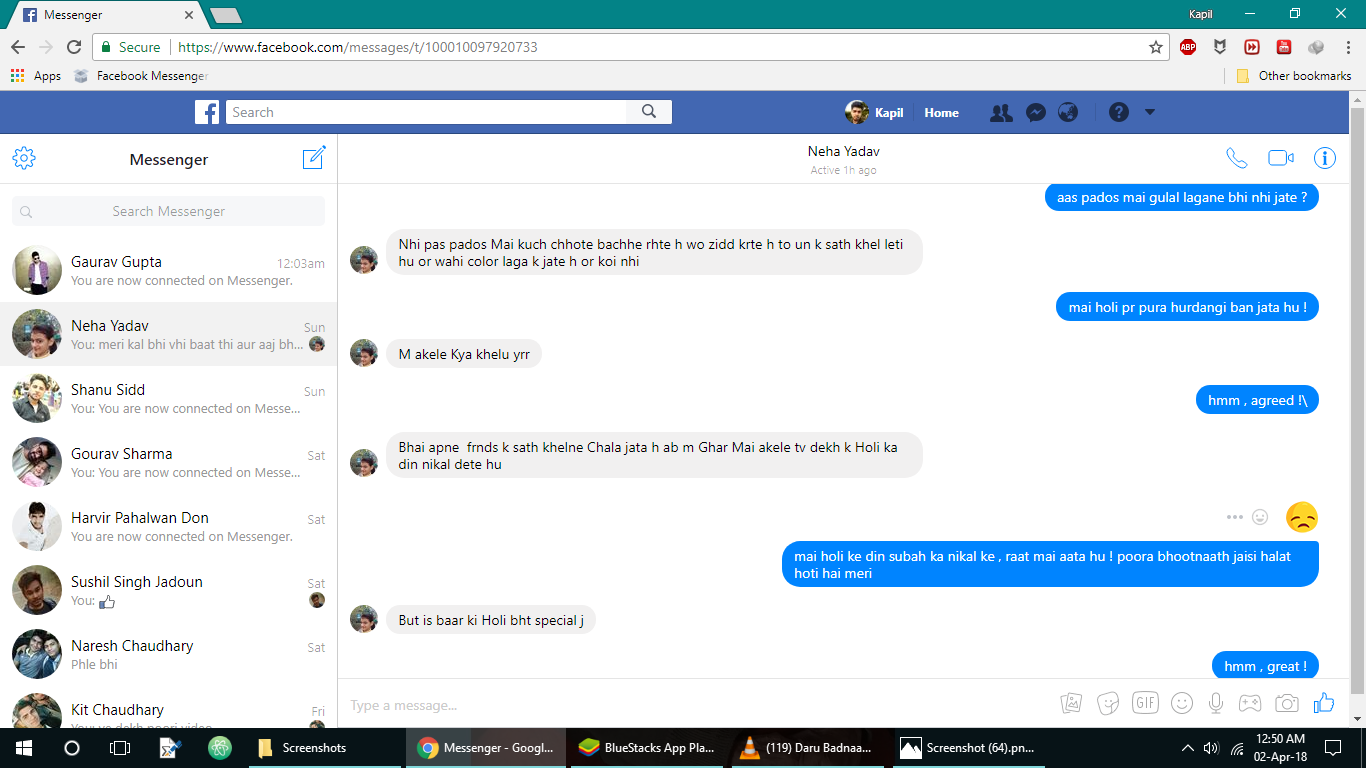 Messenger
Kapil
Secure
https://www.facebook.com/messages/t/100010097920733
ABP
Apps
Facebook Messenger
Other bookmarks
Search
Kapil
Home
Messenger
Search Messenger
Gaurav Gupta
12:03am
You are now connected on Messenger.
Neha Yadav
Sun
You: meri kal bhi vhi baat thi aur aaj bh...
Shanu Sidd
Sun
You: You are now connected on Messe...
Gourav Sharma
Sat
You: You are now connected on Messe...
Harvir Pahalwan Don
Sat
You are now connected on Messenger.
Sushil Singh Jadoun
Sat
You:
Naresh Chaudhary
Sat
Phle bhi
Kit Chaudhary
Fri
Neha Yadav
Active 1h ago
aas pados mai gulal lagane bhi nhi jate ?
Nhi pas pados Mai kuch chhote bachhe rhte h wo zidd krte h to un k sath khel leti
hu or wahi color laga k jate h or koi nhi
mai holi pr pura hurdangi ban jata hu !
M akele Kya khelu yrr
hmm , agreed !\
Bhai apne  frnds k sath khelne Chala jata h ab m Ghar Mai akele tv dekh k Holi ka
din nikal dete hu
mai holi ke din subah ka nikal ke , raat mai aata hu ! poora bhootnaath jaisi halat
hoti hai meri
But is baar ki Holi bht special j
hmm , great !
Type a message...
GIF
Screenshots
Messenger - Googl...
BlueStacks App Pla...
(119) Daru Badnaa...
Screenshot (64).pn...
12:50 AM
02-Apr-18